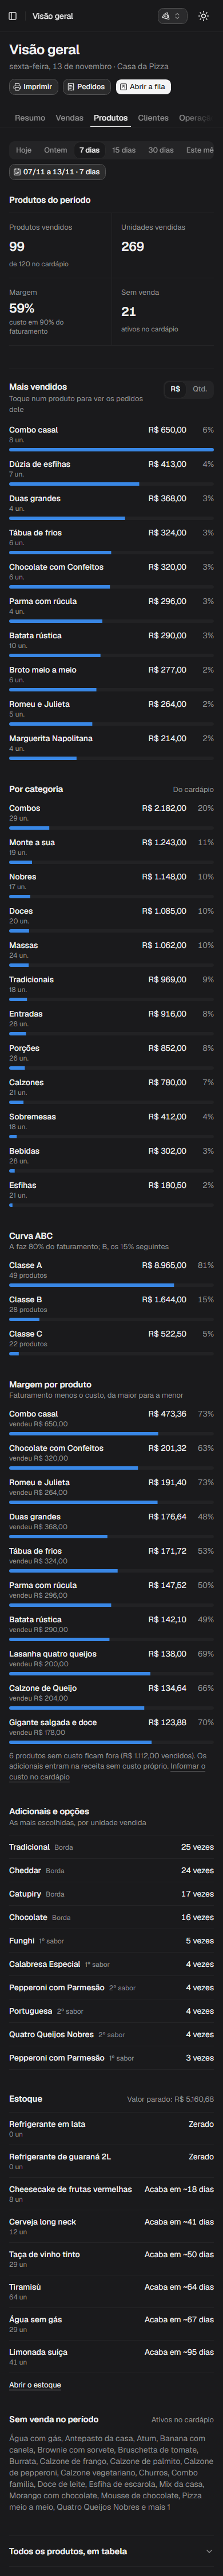 Visão geral
Visão geral
sexta-feira, 13 de novembro · Casa da Pizza
Imprimir
Pedidos
Abrir a fila
Resumo Vendas Produtos Clientes Operaçã
Hoje Ontem 7 dias 15 dias 30 dias Este mê
07/11 a 13/11 · 7 dias
Produtos do período
Produtos vendidos
99
de 120 no cardápio
Unidades vendidas
269
Margem
59%
custo em 90% do
faturamento
Sem venda
21
ativos no cardápio
Mais vendidos
Toque num produto para ver os pedidos
dele
R$ Qtd.
Combo casal R$ 650,00 6%
8 un.
Dúzia de esfihas R$ 413,00 4%
7 un.
Duas grandes R$ 368,00 3%
4 un.
Tábua de frios R$ 324,00 3%
6 un.
Chocolate com Confeitos R$ 320,00 3%
6 un.
Parma com rúcula R$ 296,00 3%
4 un.
Batata rústica R$ 290,00 3%
10 un.
Broto meio a meio R$ 277,00 2%
6 un.
Romeu e Julieta R$ 264,00 2%
5 un.
Marguerita Napolitana R$ 214,00 2%
4 un.
Por categoria Do cardápio
Combos R$ 2.182,00 20%
29 un.
Monte a sua R$ 1.243,00 11%
19 un.
Nobres R$ 1.148,00 10%
17 un.
Doces R$ 1.085,00 10%
20 un.
Massas R$ 1.062,00 10%
24 un.
Tradicionais R$ 969,00 9%
18 un.
Entradas R$ 916,00 8%
28 un.
Porções R$ 852,00 8%
26 un.
Calzones R$ 780,00 7%
21 un.
Sobremesas R$ 412,00 4%
18 un.
Bebidas R$ 302,00 3%
28 un.
Esfihas R$ 180,50 2%
21 un.
Curva ABC
A faz 80% do faturamento; B, os 15% seguintes
Classe A R$ 8.965,00 81%
49 produtos
Classe B R$ 1.644,00 15%
28 produtos
Classe C R$ 522,50 5%
22 produtos
Margem por produto
Faturamento menos o custo, da maior para a menor
Combo casal R$ 473,36 73%
vendeu R$ 650,00
Chocolate com Confeitos R$ 201,32 63%
vendeu R$ 320,00
Romeu e Julieta R$ 191,40 73%
vendeu R$ 264,00
Duas grandes R$ 176,64 48%
vendeu R$ 368,00
Tábua de frios R$ 171,72 53%
vendeu R$ 324,00
Parma com rúcula R$ 147,52 50%
vendeu R$ 296,00
Batata rústica R$ 142,10 49%
vendeu R$ 290,00
Lasanha quatro queijos R$ 138,00 69%
vendeu R$ 200,00
Calzone de Queijo R$ 134,64 66%
vendeu R$ 204,00
Gigante salgada e doce R$ 123,88 70%
vendeu R$ 178,00
6 produtos sem custo ficam fora (R$ 1.112,00 vendidos). Os
adicionais entram na receita sem custo próprio. Informar o
custo no cardápio
Adicionais e opções
As mais escolhidas, por unidade vendida
Tradicional Borda 25 vezes
Cheddar Borda 24 vezes
Catupiry Borda 17 vezes
Chocolate Borda 16 vezes
Funghi 1º sabor 5 vezes
Calabresa Especial 1º sabor 4 vezes
Pepperoni com Parmesão 2º sabor 4 vezes
Portuguesa 2º sabor 4 vezes
Quatro Queijos Nobres 2º sabor 4 vezes
Pepperoni com Parmesão 1º sabor 3 vezes
Estoque Valor parado: R$ 5.160,68
Refrigerante em lata Zerado
0 un
Refrigerante de guaraná 2L Zerado
0 un
Cheesecake de frutas vermelhas Acaba em ~18 dias
8 un
Cerveja long neck Acaba em ~41 dias
12 un
Taça de vinho tinto Acaba em ~50 dias
29 un
Tiramisù Acaba em ~64 dias
64 un
Água sem gás Acaba em ~67 dias
29 un
Limonada suíça Acaba em ~95 dias
41 un
Abrir o estoque
Sem venda no período Ativos no cardápio
Água com gás, Antepasto da casa, Atum, Banana com
canela, Brownie com sorvete, Bruschetta de tomate,
Burrata, Calzone de frango, Calzone de palmito, Calzone
de pepperoni, Calzone vegetariano, Churros, Combo
família, Doce de leite, Esfiha de escarola, Mix da casa,
Morango com chocolate, Mousse de chocolate, Pizza
meio a meio, Quatro Queijos Nobres e mais 1
Todos os produtos, em tabela